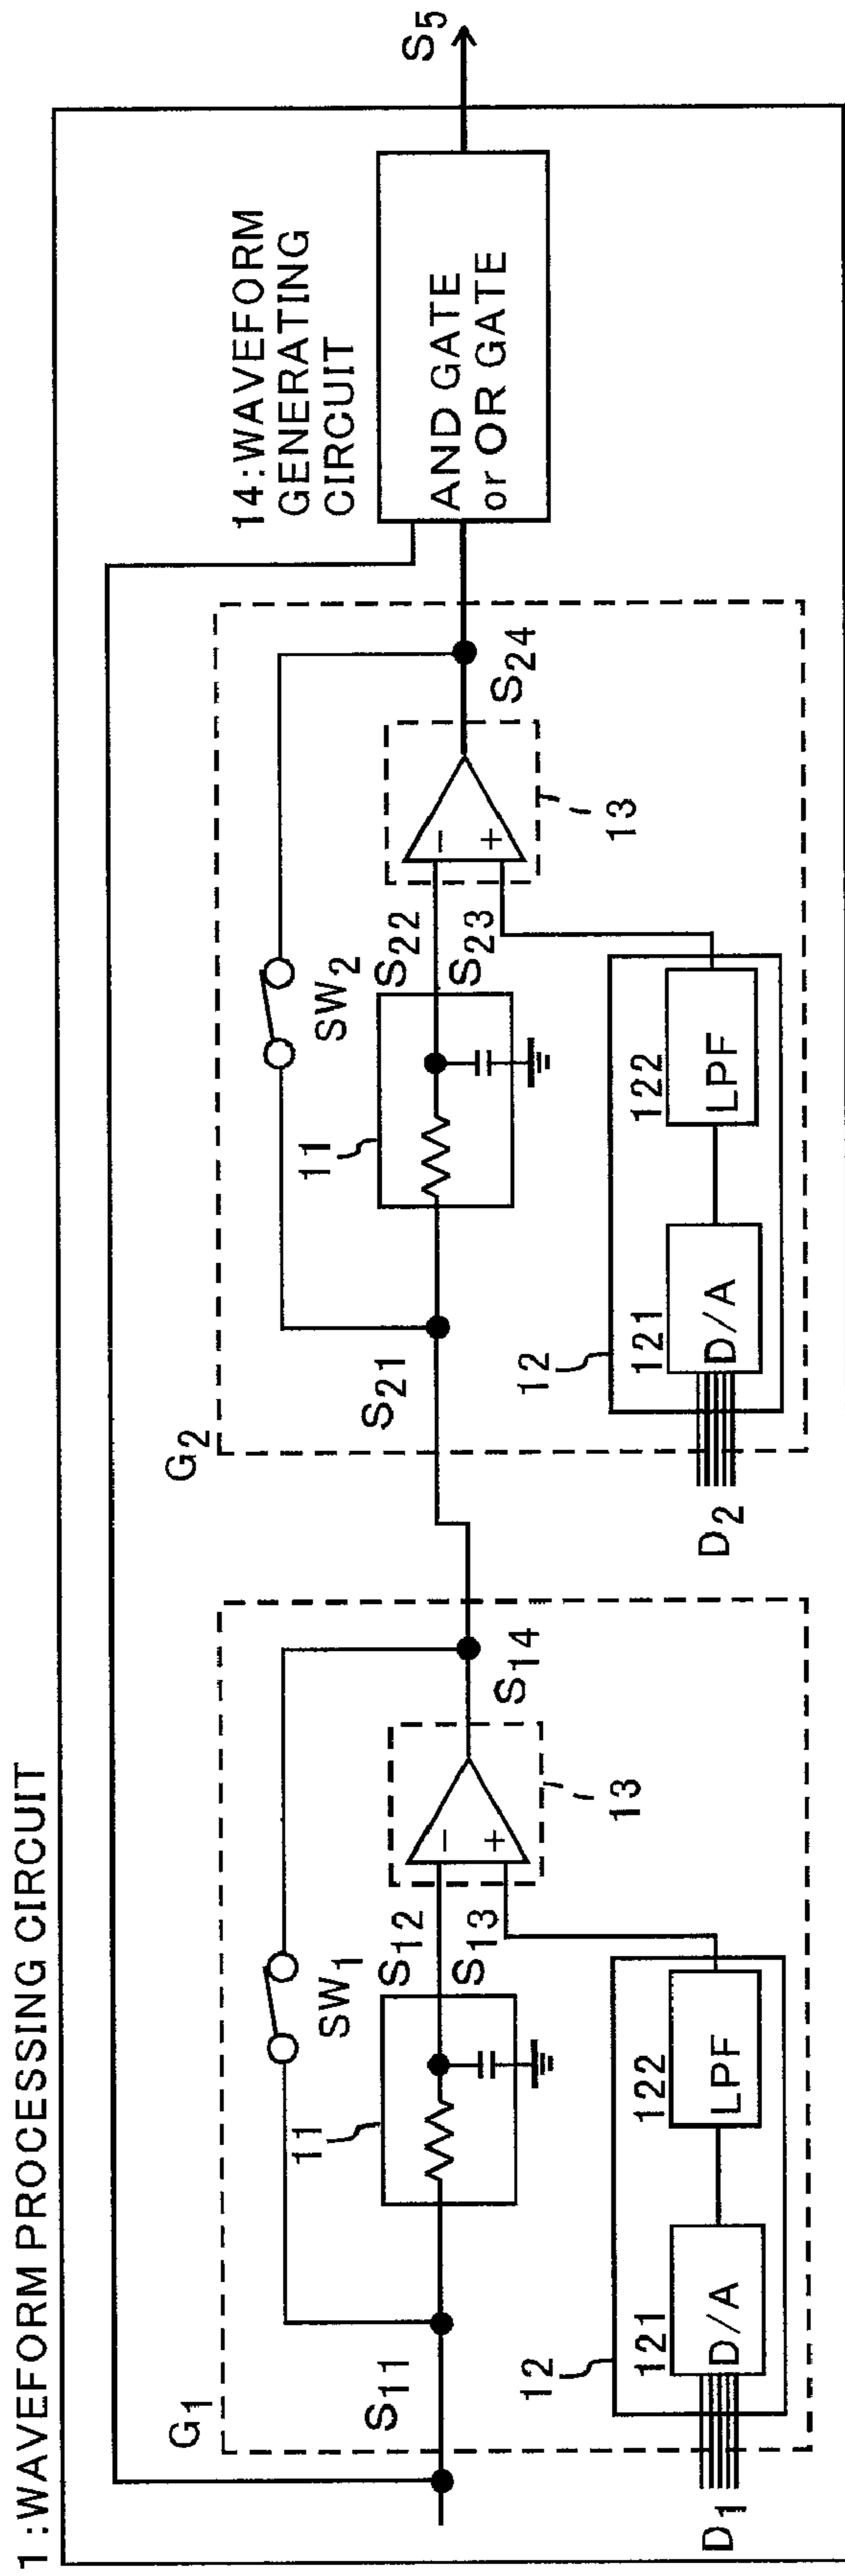 1:WAVEFORM PROCESSING CIRCUIT
G1
S11
11
SW1
S12
S13
13
S14
12
121
D/A
122
LPF
D1
G2
S21
11
SW2
S22
S23
13
S24
12
121
D/A
122
LPF
D2
14:WAVEFORM
GENERATING
CIRCUIT
AND GATE
or OR GATE
S5